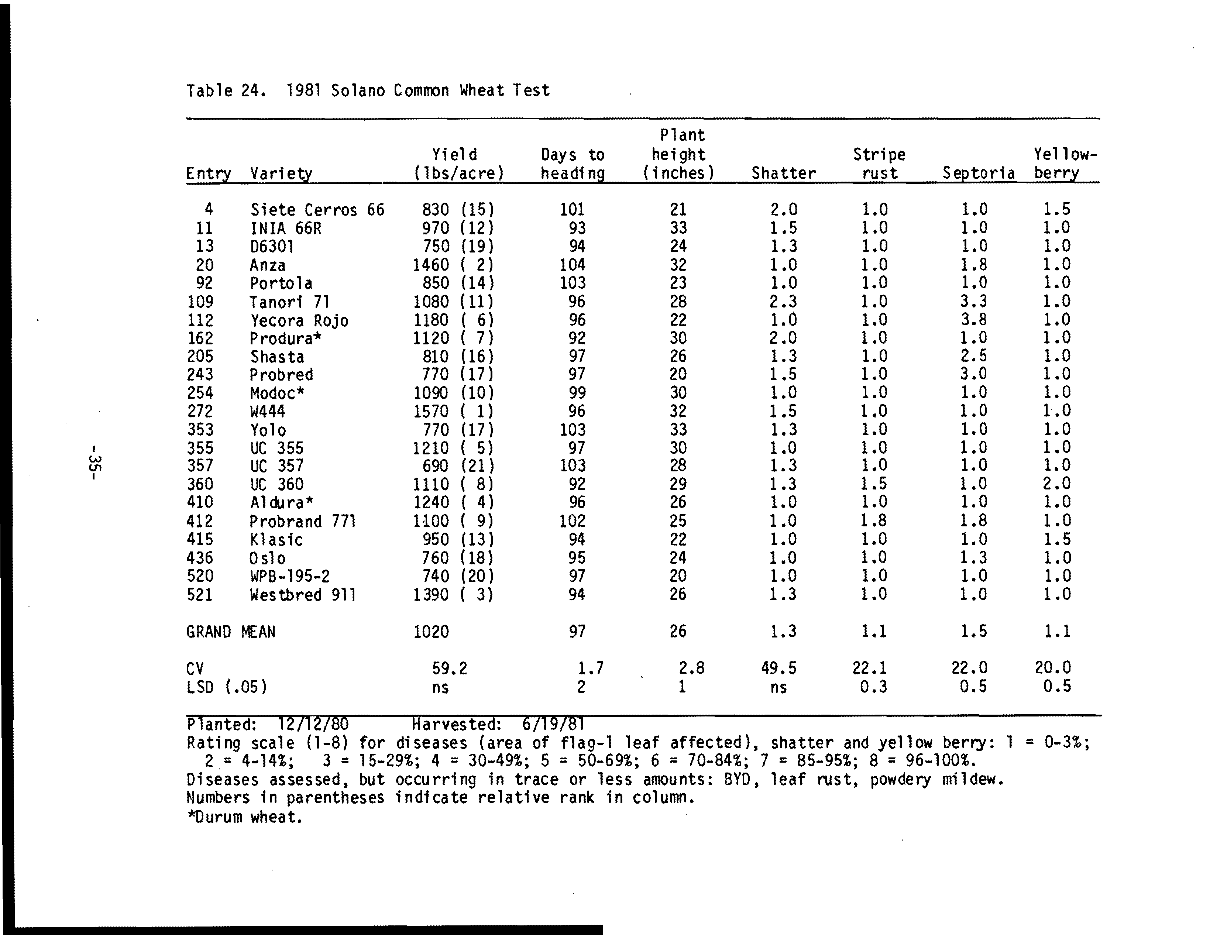 Table 24. 1981 Solano Common Wheat Test
Plant
Yield Days to height Stripe Yellow-
Entry Variety (lbs/acre) heading (inches) Shatter rust Septoria berry
4 Siete Cerros 66 830 (15) 101 21 2.0 1.0 1.0 1.5
11 INIA 66R 970 (12) 93 33 1.5 1.0 1.0 1.0
13 D6301 750 (19) 94 24 1.3 1.0 1.0 1.0
20 Anza 1460 ( 2) 104 32 1.0 1.0 1.8 1.0
92 Portola 850 (14) 103 23 1.0 1.0 1.0 1.0
109 Tanori 71 1080 (11) 96 28 2.3 1.0 3.3 1.0
112 Yecora Rojo 1180 ( 6) 96 22 1.0 1.0 3.8 1.0
162 Produra* 1120 ( 7) 92 30 2.0 1.0 1.0 1.0
205 Shasta 810 (16) 97 26 1.3 1.0 2.5 1.0
243 Probred 770 (17) 97 20 1.5 1.0 3.0 1.0
254 Modoc* 1090 (10) 99 30 1.0 1.0 1.0 1.0
272 W444 1570 ( 1) 96 32 1.5 1.0 1.0 1.0
353 Yolo 770 (17) 103 33 1.3 1.0 1.0 1.0
355 UC 355 1210 ( 5) 97 30 1.0 1.0 1.0 1.0
357 UC 357 690 (21) 103 28 1.3 1.0 1.0 1.0
360 UC 360 1110 ( 8) 92 29 1.3 1.5 1.0 2.0
410 Aldura* 1240 ( 4) 96 26 1.0 1.0 1.0 1.0
412 Probrand 771 1100 ( 9) 102 25 1.0 1.8 1.8 1.0
415 Klasic 950 (13) 94 22 1.0 1.0 1.0 1.5
436 Oslo 760 (18) 95 24 1.0 1.0 1.3 1.0
520 WPB-195-2 740 (20) 97 20 1.0 1.0 1.0 1.0
521 Westbred 911 1390 ( 3) 94 26 1.3 1.0 1.0 1.0
GRAND MEAN 1020 97 26 1.3 1.1 1.5 1.1
CV 59.2 1.7 2.8 49.5 22.1 22.0 20.0
LSD (.05) ns 2 1 ns 0.3 0.5 0.5
Planted: 12/12/80 Harvested: 6/19/81
Rating scale (1-8) for diseases (area of flag-1 leaf affected), shatter and yellow berry: 1 = 0-3%;
2 = 4-14%; 3 = 15-29%; 4 = 30-49%; 5 = 50-69%; 6 = 70-84%; 7 = 85-95%; 8 = 96-100%.
Diseases assessed, but occurring in trace or less amounts: BYD, leaf rust, powdery mildew.
Numbers in parentheses indicate relative rank in column.
*Durum wheat.
-35-